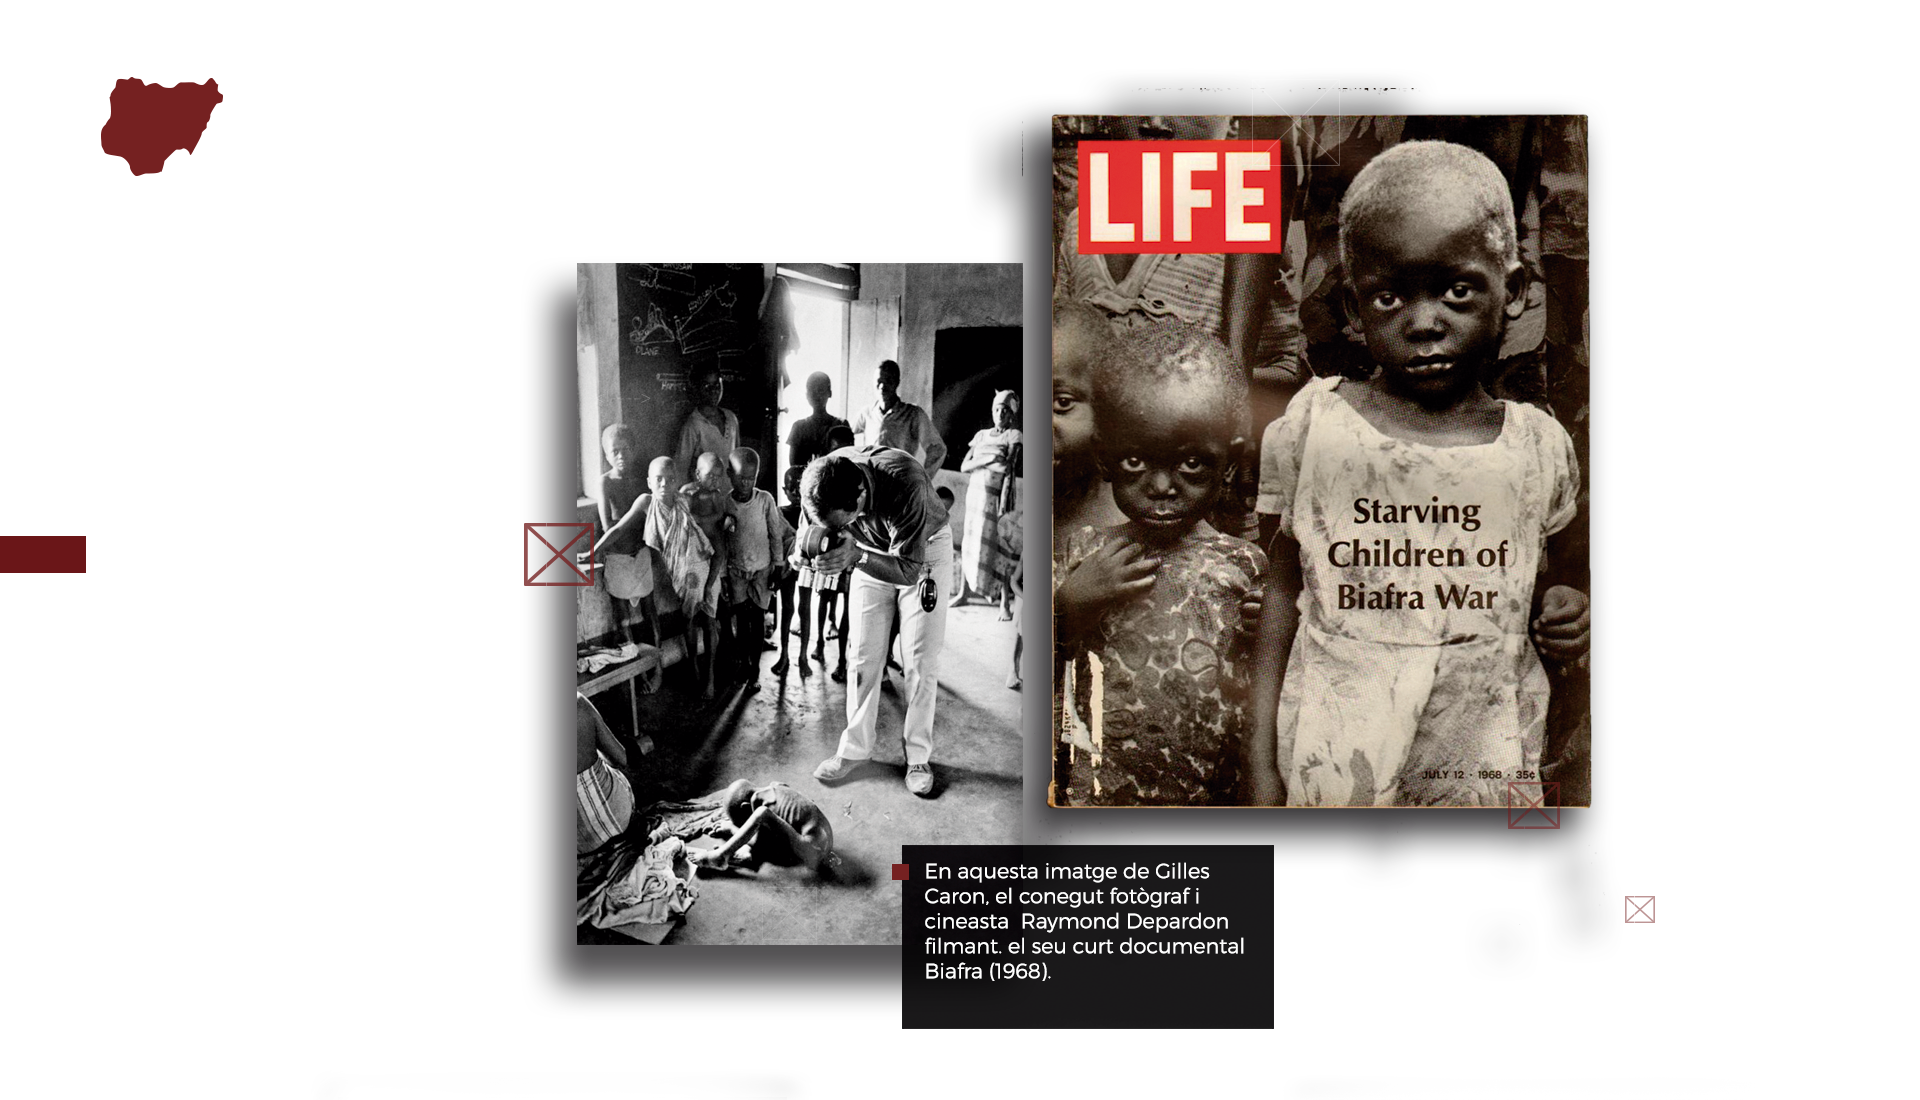 LIFE
Starving
Children of
Biafra War
JULY 12 · 1968 · 35¢
PLANE
En aquesta imatge de Gilles
Caron, el conegut fotògraf i
cineasta  Raymond Depardon
filmant. el seu curt documental
Biafra (1968).